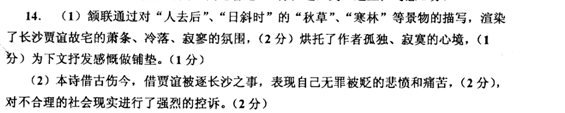 14. (1) 颔联通过对“人去后”、“日斜时”的“秋草”、“寒林”等景物的描写，渲染
了长沙贾谊故宅的萧条、冷落、寂寥的氛围，(2 分) 烘托了作者孤独、寂寞的心境，(1
分) 为下文抒发感慨做铺垫。(1 分)
(2) 本诗借古伤今，借贾谊被逐长沙之事，表现自己无罪被贬的悲愤和痛苦，(2 分)，
对不合理的社会现实进行了强烈的控诉。(2 分)